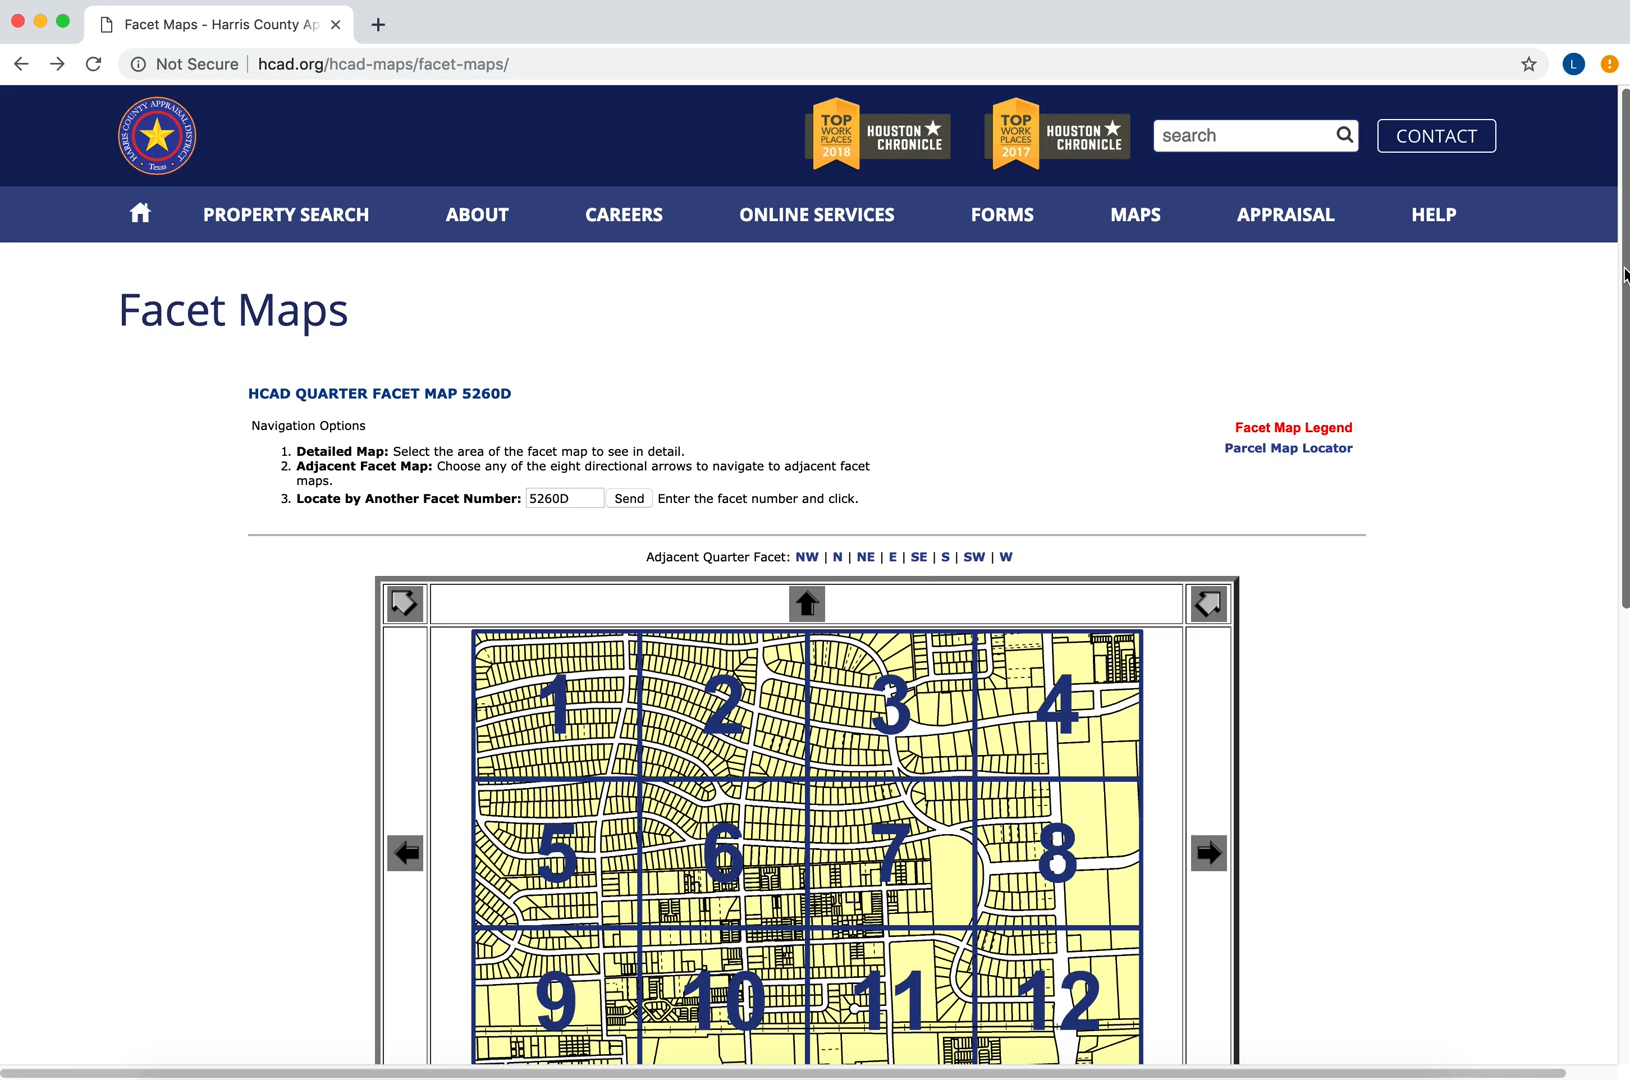 Facet Maps - Harris County Ap
Not Secure
hcad.org/hcad-maps/facet-maps/
L
HARRIS COUNTY APPRAISAL DISTRICT
Texas
TOP
WORK
PLACES
2018
HOUSTON
CHRONICLE
TOP
WORK
PLACES
2017
HOUSTON
CHRONICLE
search
CONTACT
PROPERTY SEARCH
ABOUT
CAREERS
ONLINE SERVICES
FORMS
MAPS
APPRAISAL
HELP
Facet Maps
HCAD QUARTER FACET MAP 5260D
Navigation Options
Facet Map Legend
Parcel Map Locator
1. Detailed Map: Select the area of the facet map to see in detail.
2. Adjacent Facet Map: Choose any of the eight directional arrows to navigate to adjacent facet
maps.
3. Locate by Another Facet Number: 5260D Send Enter the facet number and click.
Adjacent Quarter Facet: NW | N | NE | E | SE | S | SW | W
1 2 3 4
5 6 7 8
9 10 11 12